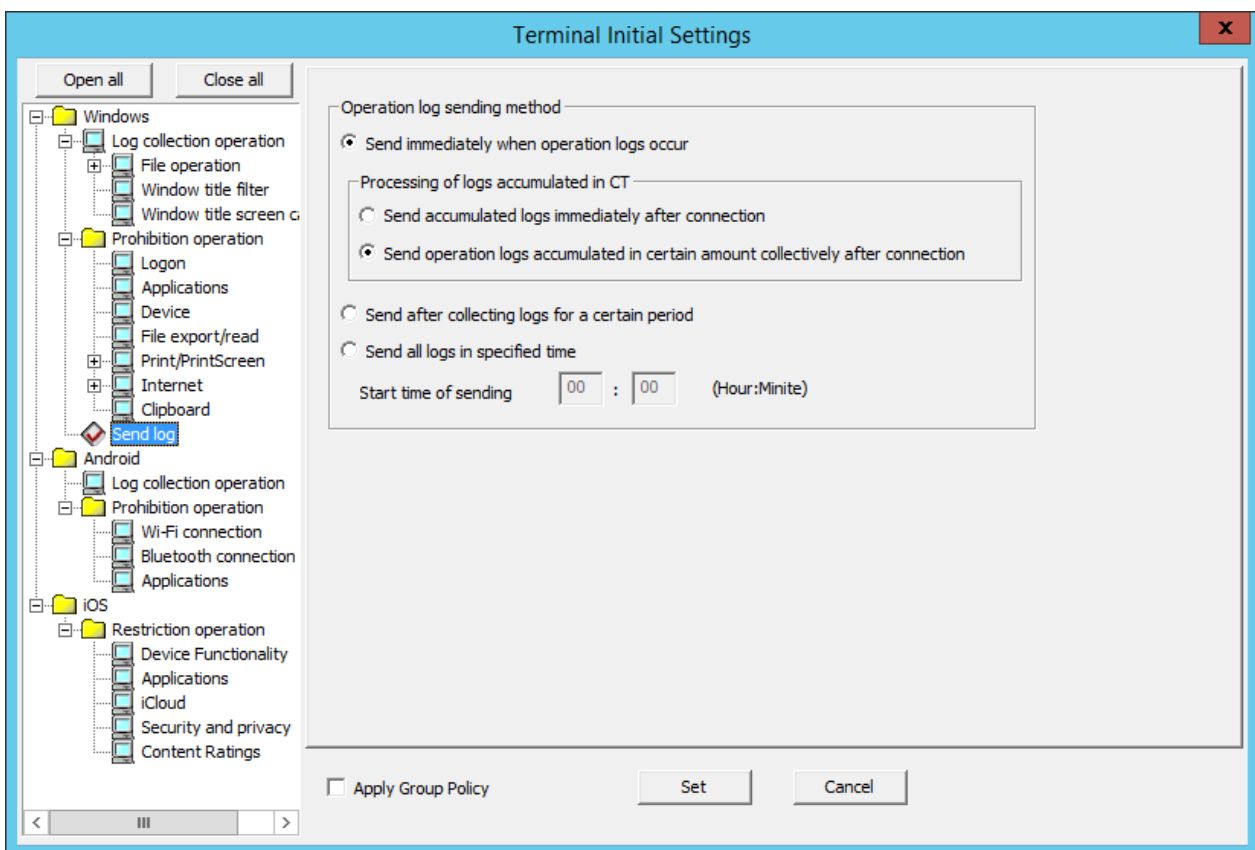 Terminal Initial Settings
x
Open all
Close all
Windows
Log collection operation
File operation
Window title filter
Window title screen ca
Prohibition operation
Logon
Applications
Device
File export/read
Print/PrintScreen
Internet
Clipboard
Send log
Android
Log collection operation
Prohibition operation
Wi-Fi connection
Bluetooth connection
Applications
iOS
Restriction operation
Device Functionality
Applications
iCloud
Security and privacy
Content Ratings
Operation log sending method
Send immediately when operation logs occur
Processing of logs accumulated in CT
Send accumulated logs immediately after connection
Send operation logs accumulated in certain amount collectively after connection
Send after collecting logs for a certain period
Send all logs in specified time
Start time of sending 00 : 00 (Hour:Minite)
Apply Group Policy
Set
Cancel